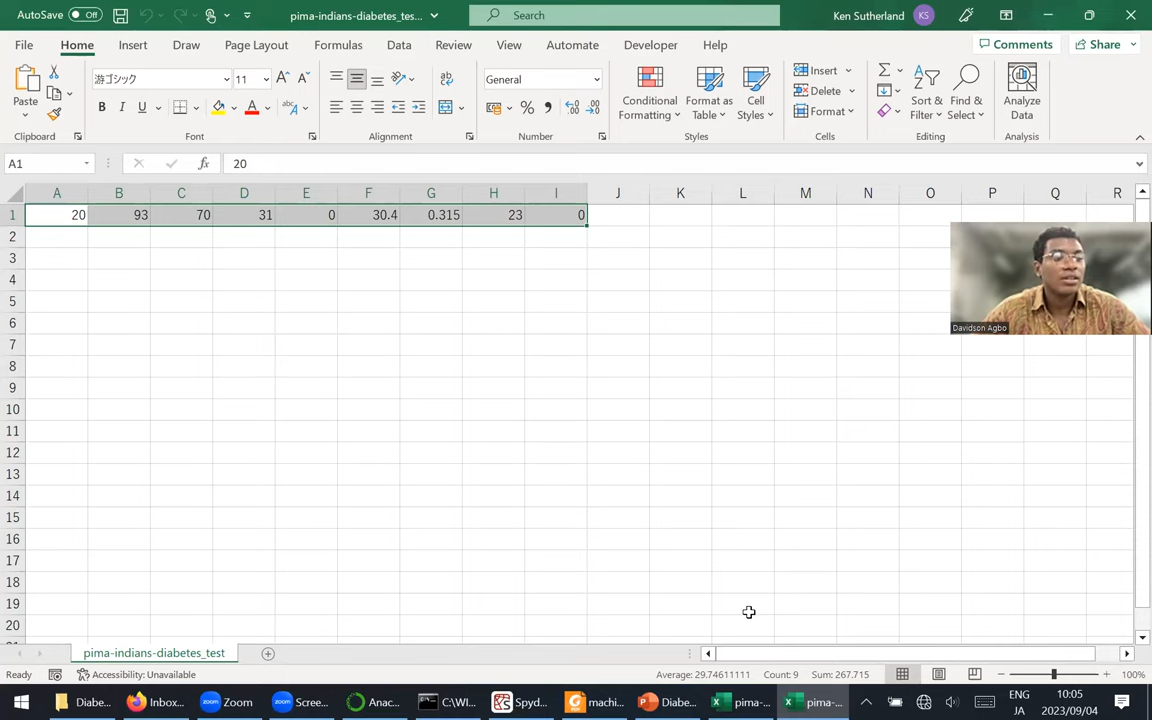 AutoSave Off pima-indians-diabetes_tes... Search Ken Sutherland KS
File Home Insert Draw Page Layout Formulas Data Review View Automate Developer Help Comments Share
Paste 游ゴシック 11 General Conditional Formatting Format as Table Cell Styles Insert Delete Format Sort & Filter Find & Select Analyze Data
B I U A
Clipboard Font Alignment Number Styles Cells Editing Analysis
A1 fx 20
A B C D E F G H I J K L M N O P Q R
1 20 93 70 31 0 30.4 0.315 23 0
2
3
4
5
6
7
Davidson Agbo
8
9
10
11
12
13
14
15
16
17
18
19
20
pima-indians-diabetes_test
Ready Accessibility: Unavailable Average: 29.74611111 Count: 9 Sum: 267.715 100%
Diabe... Inbox... Zoom Scree... Anac... C:\WI... Spyd... machi... Diabe... pima-... pima-... ENG JA 10:05 2023/09/04